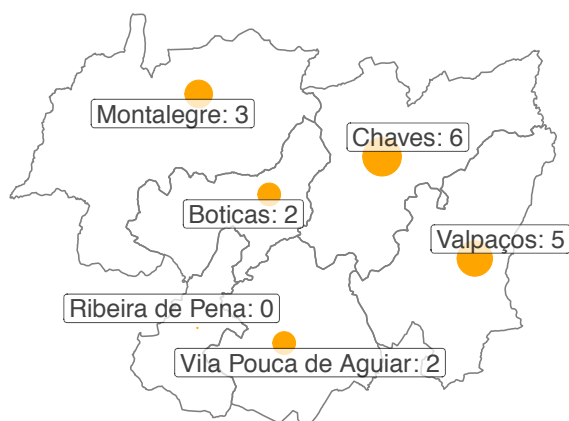 Montalegre: 3
Chaves: 6
Boticas: 2
Valpaços: 5
Ribeira de Pena: 0
Vila Pouca de Aguiar: 2